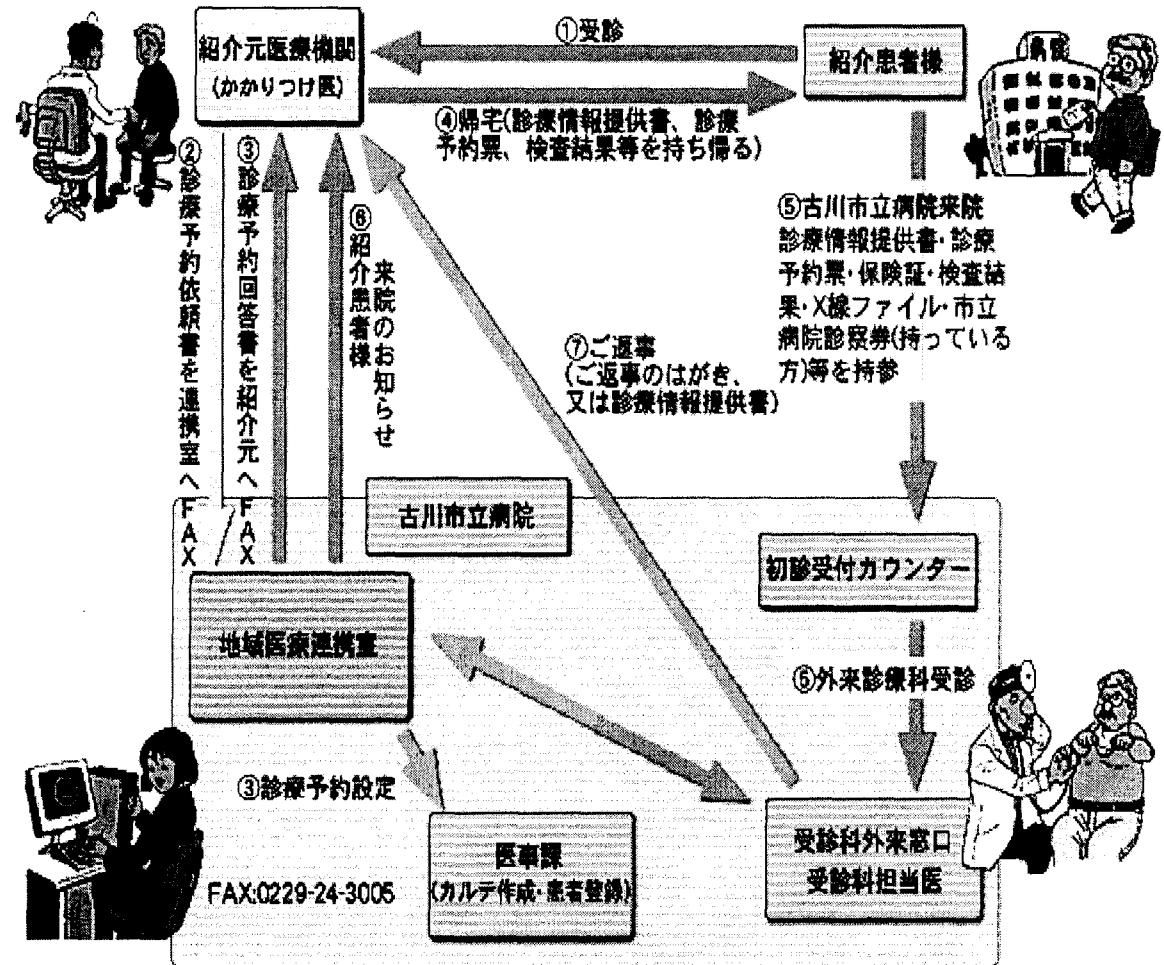 ①受診
紹介元医療機関
(かかりつけ医)
紹介患者様
病院
④帰宅(診療情報提供書、診療
予約票、検査結果等を持ち帰る)
②診療予約依頼書を連携室へFAX
③診療予約回答書を紹介元へFAX
⑥紹介患者様
来院のお知らせ
⑤古川市立病院来院
診療情報提供書・診療
予約票・保険証・検査結
果・X線ファイル・市立
病院診察券(持っている
方)等を持参
⑦ご返事
(ご返事のはがき、
又は診療情報提供書)
古川市立病院
初診受付カウンター
地域医療連携室
⑤外来診療科受診
③診療予約設定
医事課
(カルテ作成・患者登録)
FAX:0229-24-3005
受診科外来窓口
受診科担当医